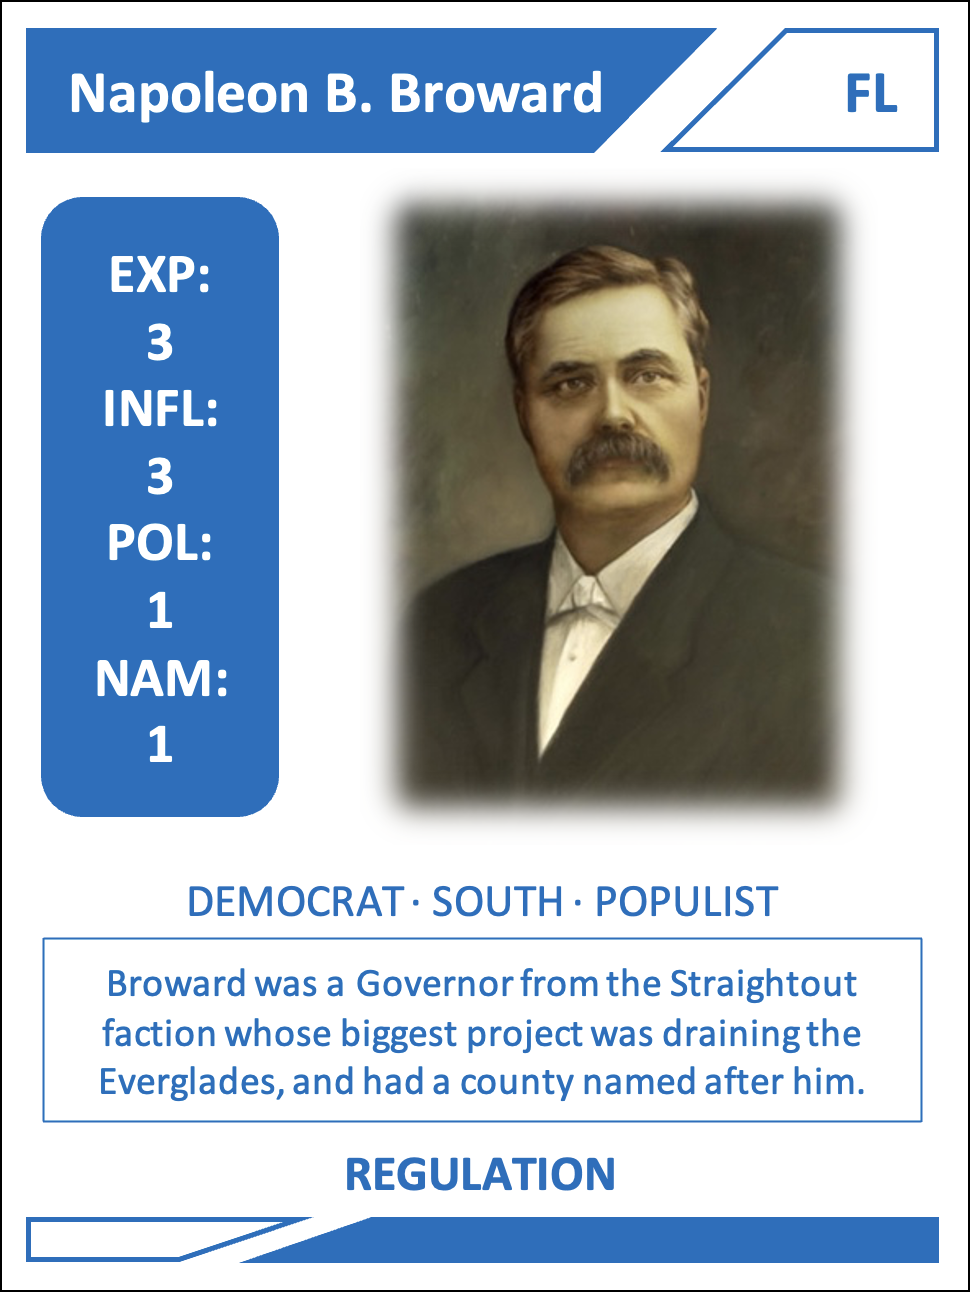 Napoleon B. Broward
FL
EXP:
3
INFL:
3
POL:
1
NAM:
1
DEMOCRAT · SOUTH · POPULIST
Broward was a Governor from the Straightout
faction whose biggest project was draining the
Everglades, and had a county named after him.
REGULATION